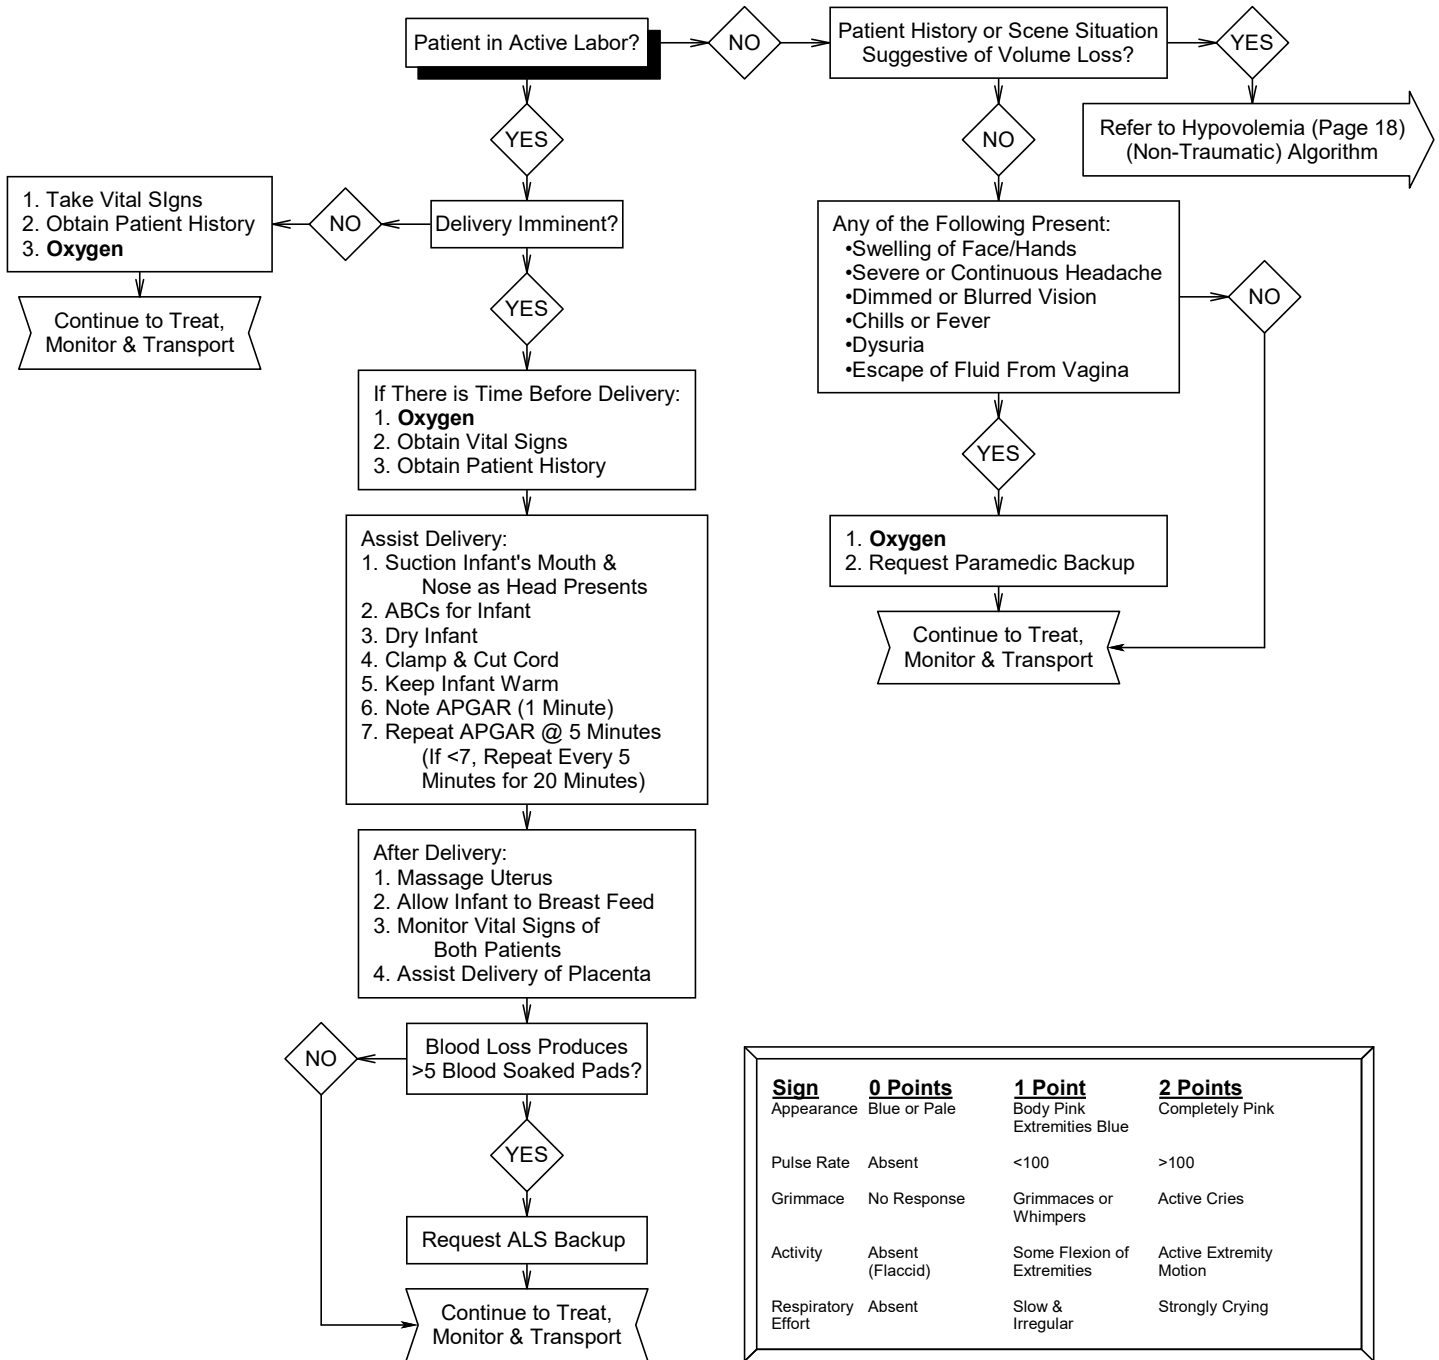 Patient in Active Labor?
NO
Patient History or Scene Situation
Suggestive of Volume Loss?
YES
Refer to Hypovolemia (Page 18)
(Non-Traumatic) Algorithm
YES
NO
1. Take Vital SIgns
2. Obtain Patient History
3. Oxygen
NO
Delivery Imminent?
Continue to Treat,
Monitor & Transport
YES
Any of the Following Present:
•Swelling of Face/Hands
•Severe or Continuous Headache
•Dimmed or Blurred Vision
•Chills or Fever
•Dysuria
•Escape of Fluid From Vagina
NO
If There is Time Before Delivery:
1. Oxygen
2. Obtain Vital Signs
3. Obtain Patient History
YES
Assist Delivery:
1. Suction Infant's Mouth &
Nose as Head Presents
2. ABCs for Infant
3. Dry Infant
4. Clamp & Cut Cord
5. Keep Infant Warm
6. Note APGAR (1 Minute)
7. Repeat APGAR @ 5 Minutes
(If <7, Repeat Every 5
Minutes for 20 Minutes)
1. Oxygen
2. Request Paramedic Backup
Continue to Treat,
Monitor & Transport
After Delivery:
1. Massage Uterus
2. Allow Infant to Breast Feed
3. Monitor Vital Signs of
Both Patients
4. Assist Delivery of Placenta
NO
Blood Loss Produces
>5 Blood Soaked Pads?
YES
Request ALS Backup
Continue to Treat,
Monitor & Transport
Sign 0 Points 1 Point 2 Points
Appearance Blue or Pale Body Pink Completely Pink
Extremities Blue
Pulse Rate Absent <100 >100
Grimmace No Response Grimmaces or Active Cries
Whimpers
Activity Absent Some Flexion of Active Extremity
(Flaccid) Extremities Motion
Respiratory Absent Slow & Strongly Crying
Effort Irregular